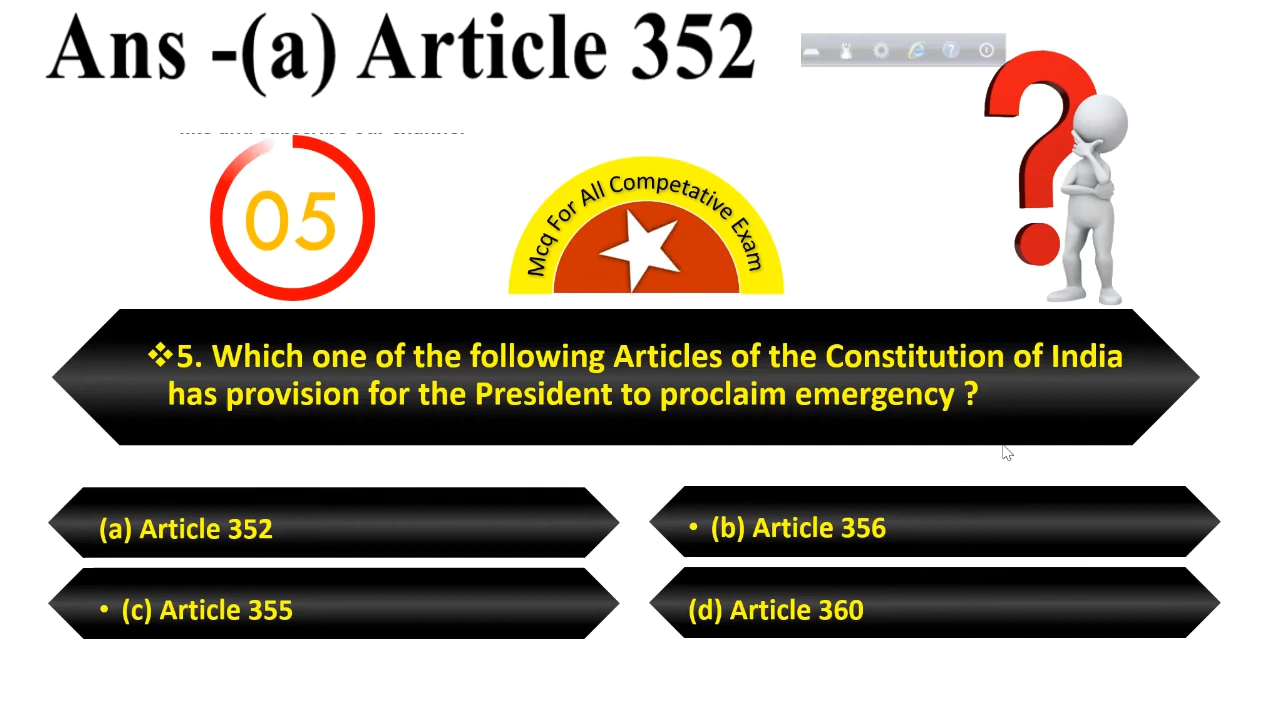 Ans -(a) Article 352
05
Mcq For All Competative Exam
❖5. Which one of the following Articles of the Constitution of India
has provision for the President to proclaim emergency ?
(a) Article 352
• (b) Article 356
• (c) Article 355
(d) Article 360